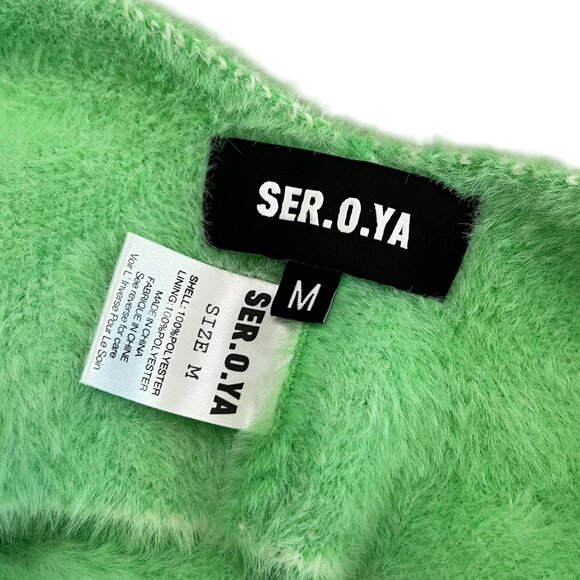 SER.O.YA
M
SER.O.YA
SIZE M
SHELL:100%POLYESTER
LINING:100%POLYESTER
MADE IN CHINA
FABRIQUE IN CHINE
See reverse for care
Voir L' Inverse Pour Le Soin